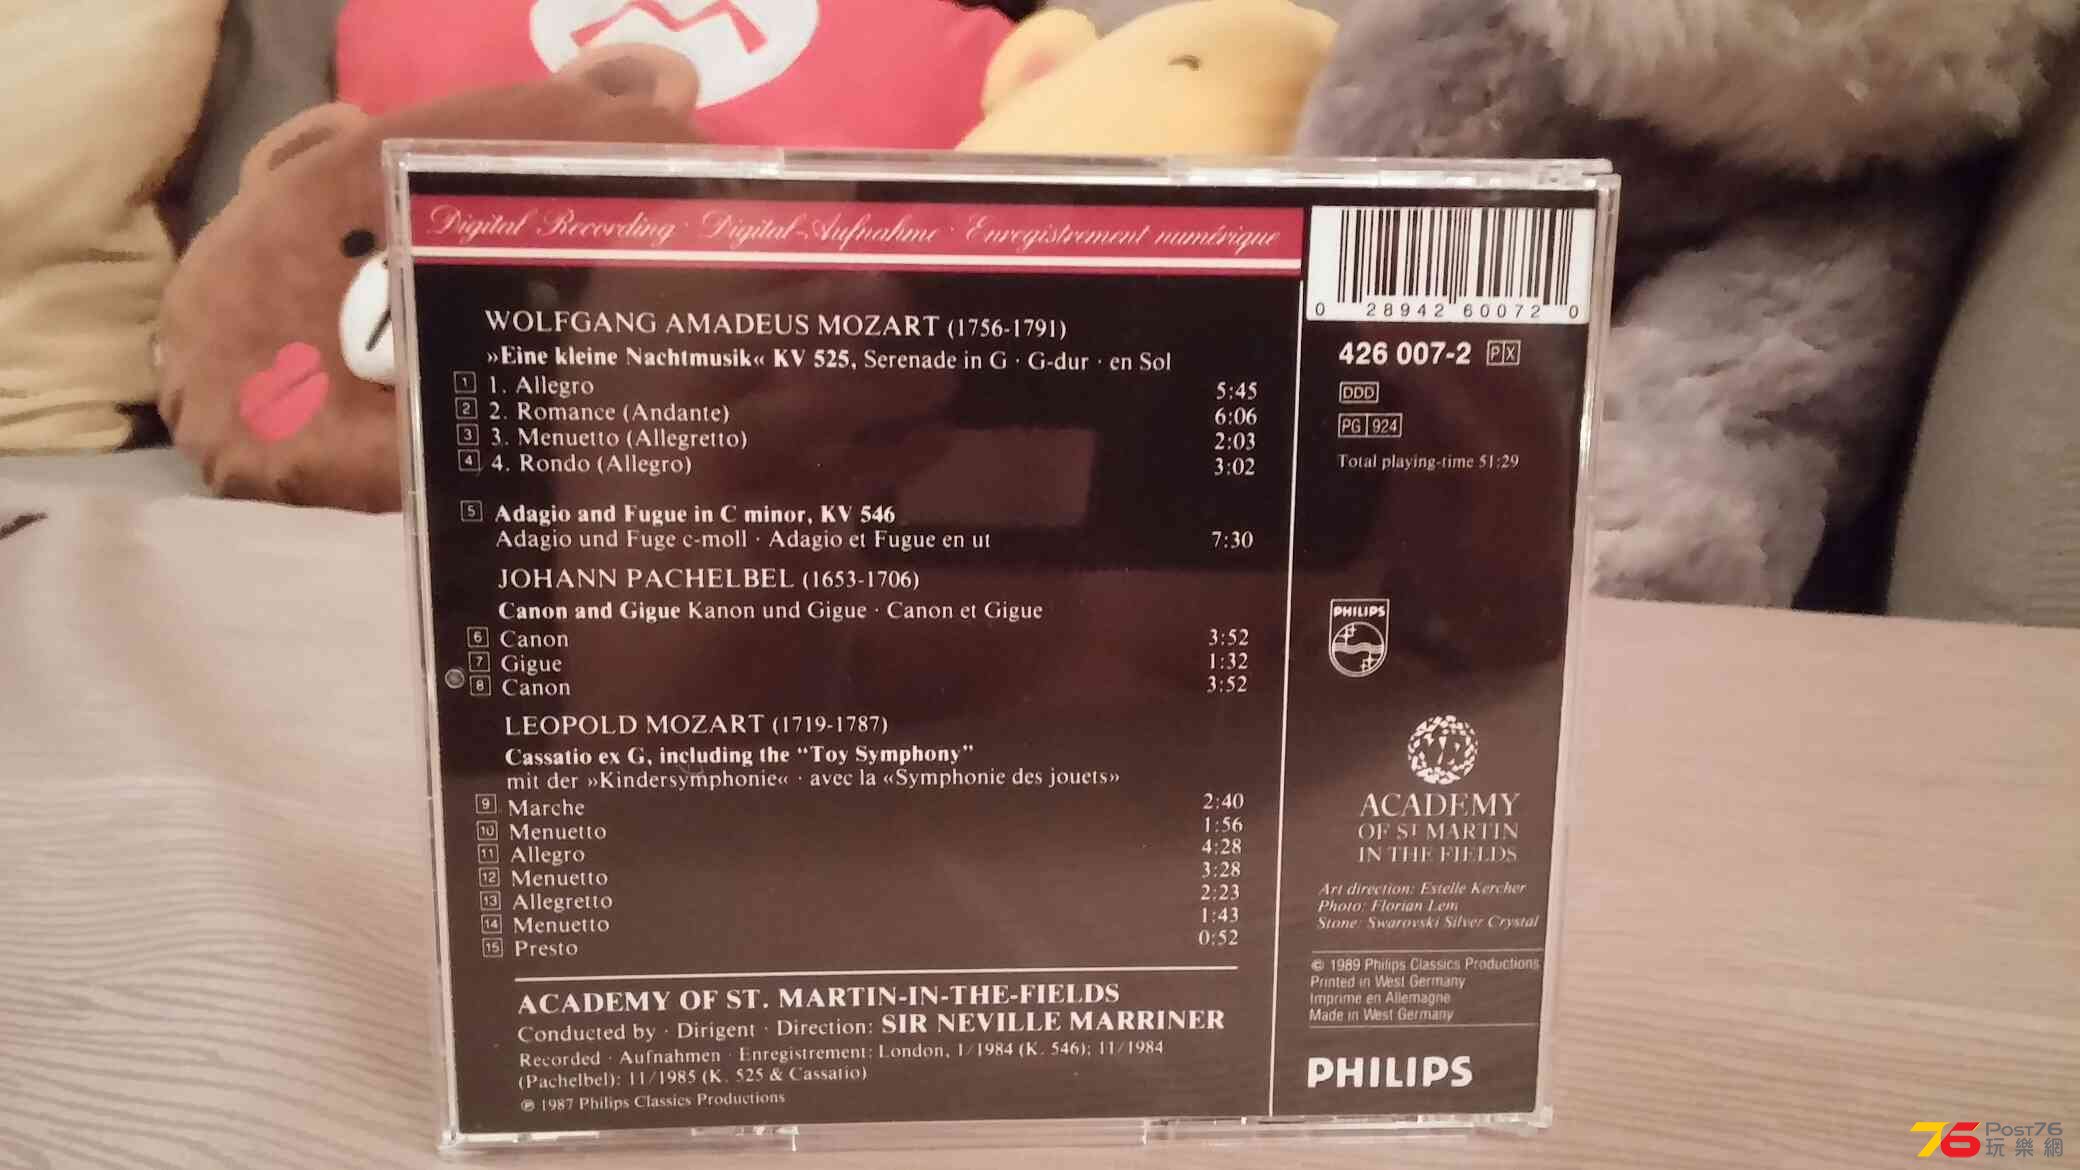 Digital Recording · Digital-Aufnahme · Enregistrement numérique
WOLFGANG AMADEUS MOZART (1756-1791)
»Eine kleine Nachtmusik« KV 525, Serenade in G · G-dur · en Sol
1 1. Allegro 5:45
2 2. Romance (Andante) 6:06
3 3. Menuetto (Allegretto) 2:03
4 4. Rondo (Allegro) 3:02
5 Adagio and Fugue in C minor, KV 546
Adagio und Fuge c-moll · Adagio et Fugue en ut 7:30
JOHANN PACHELBEL (1653-1706)
Canon and Gigue Kanon und Gigue · Canon et Gigue
6 Canon 3:52
7 Gigue 1:32
8 Canon 3:52
LEOPOLD MOZART (1719-1787)
Cassatio ex G, including the “Toy Symphony”
mit der »Kindersymphonie« · avec la «Symphonie des jouets»
9 Marche 2:40
10 Menuetto 1:56
11 Allegro 4:28
12 Menuetto 3:28
13 Allegretto 2:23
14 Menuetto 1:43
15 Presto 0:52
ACADEMY OF ST. MARTIN-IN-THE-FIELDS
Conducted by · Dirigent · Direction: SIR NEVILLE MARRINER
Recorded · Aufnahmen · Enregistrement: London, 1/1984 (K. 546); 11/1984
(Pachelbel); 11/1985 (K. 525 & Cassatio)
℗ 1987 Philips Classics Productions
0 28942 60072 0
426 007-2 PX
DDD
PG 924
Total playing-time 51:29
PHILIPS
ACADEMY
OF ST MARTIN
IN THE FIELDS
Art direction: Estelle Kercher
Photo: Florian Lem
Stone: Swarovski Silver Crystal
© 1989 Philips Classics Productions
Printed in West Germany
Imprimé en Allemagne
Made in West Germany
PHILIPS
76 POST76
玩樂網